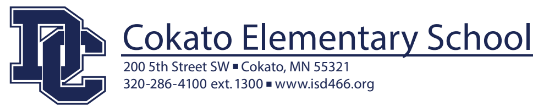 DC
Cokato Elementary School
200 5th Street SW ▪ Cokato, MN 55321
320-286-4100 ext. 1300 ▪ www.isd466.org